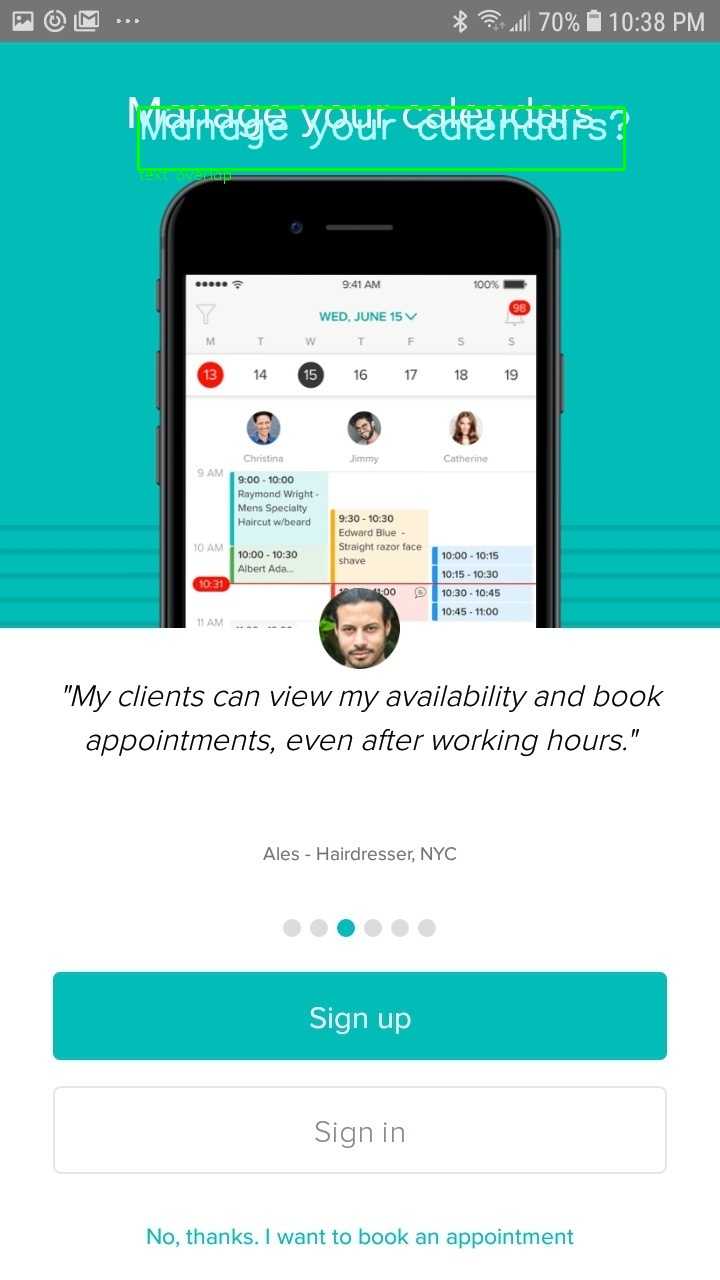 70% 10:38 PM
Manage your calendars
Manage your calendars?
text overlap
9:41 AM 100%
WED, JUNE 15
98
M T W T F S S
13 14 15 16 17 18 19
Christina Jimmy Catherine
9 AM
9:00 - 10:00
Raymond Wright -
Mens Specialty
Haircut w/beard
9:30 - 10:30
Edward Blue -
Straight razor face
shave
10 AM
10:00 - 10:30
Albert Ada...
10:00 - 10:15
10:15 - 10:30
10:30 - 10:45
10:45 - 11:00
10:31
11 AM
"My clients can view my availability and book
appointments, even after working hours."
Ales - Hairdresser, NYC
Sign up
Sign in
No, thanks. I want to book an appointment